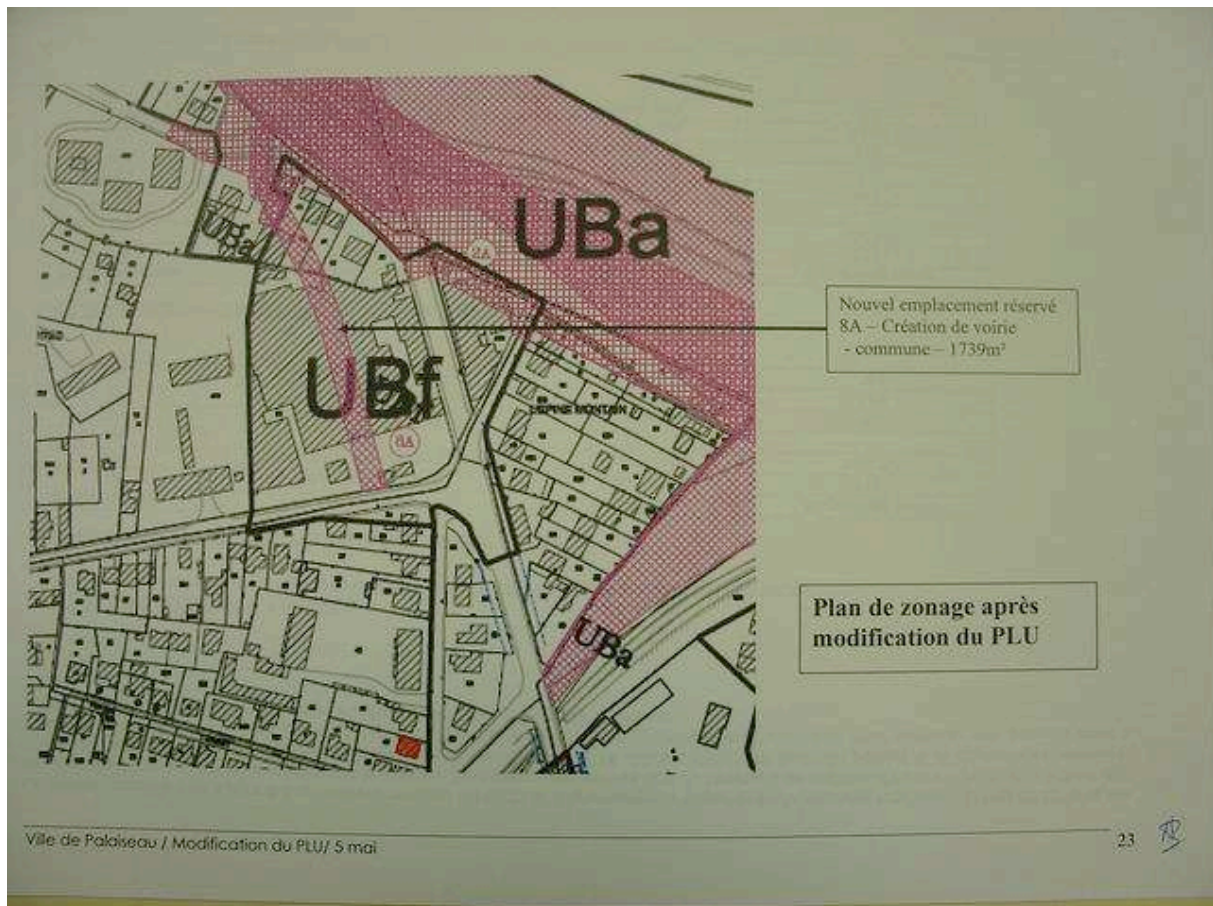 UBa
UBa
2A
Nouvel emplacement réservé
8A – Création de voirie
- commune – 1739m²
UBf
8A
UBa
Plan de zonage après
modification du PLU
Ville de Palaiseau / Modification du PLU/ 5 mai
23